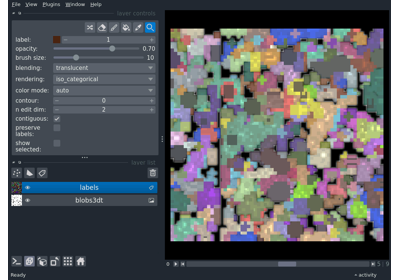 File View Plugins Window Help
layer controls
label: 1
opacity: 0.70
brush size: 10
blending: translucent
rendering: iso_categorical
color mode: auto
contour: 0
n edit dim: 2
contiguous:
preserve
labels:
show
selected:
layer list
labels
blobs3dt
Ready
activity